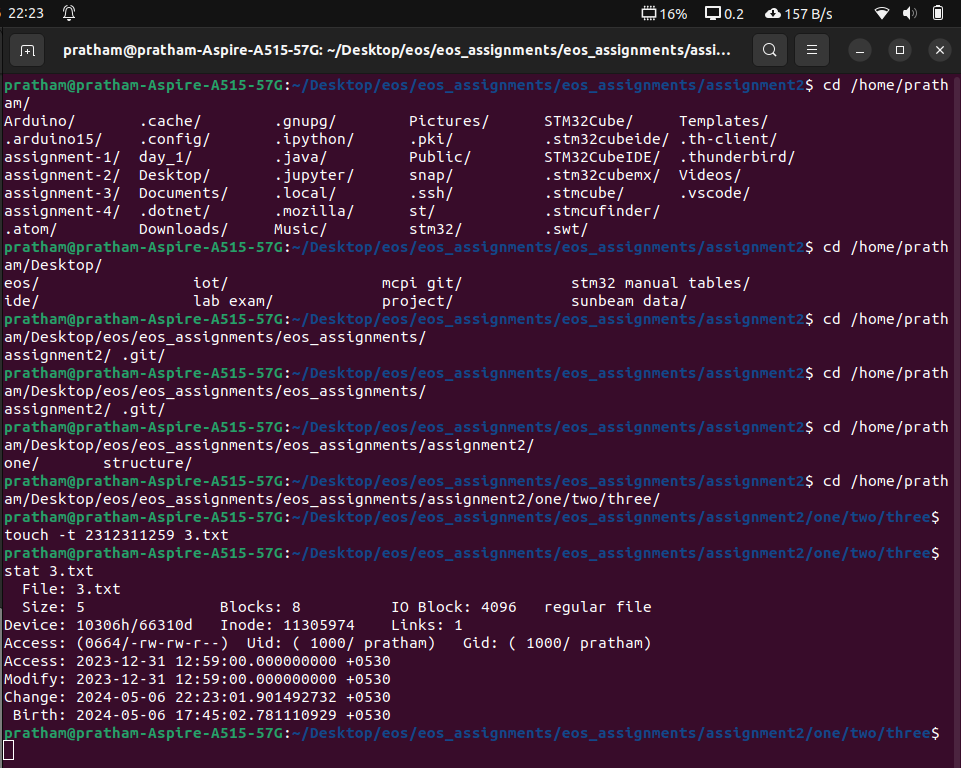 22:23 16% 0.2 157 B/s
pratham@pratham-Aspire-A515-57G: ~/Desktop/eos/eos_assignments/eos_assignments/assi...
pratham@pratham-Aspire-A515-57G:~/Desktop/eos/eos_assignments/eos_assignments/assignment2$ cd /home/prath
am/
Arduino/ .cache/ .gnupg/ Pictures/ STM32Cube/ Templates/
.arduino15/ .config/ .ipython/ .pki/ .stm32cubeide/ .th-client/
assignment-1/ day_1/ .java/ Public/ STM32CubeIDE/ .thunderbird/
assignment-2/ Desktop/ .jupyter/ snap/ .stm32cubemx/ Videos/
assignment-3/ Documents/ .local/ .ssh/ .stmcube/ .vscode/
assignment-4/ .dotnet/ .mozilla/ st/ .stmcufinder/
.atom/ Downloads/ Music/ stm32/ .swt/
pratham@pratham-Aspire-A515-57G:~/Desktop/eos/eos_assignments/eos_assignments/assignment2$ cd /home/prath
am/Desktop/
eos/ iot/ mcpi git/ stm32 manual tables/
ide/ lab exam/ project/ sunbeam data/
pratham@pratham-Aspire-A515-57G:~/Desktop/eos/eos_assignments/eos_assignments/assignment2$ cd /home/prath
am/Desktop/eos/eos_assignments/eos_assignments/
assignment2/ .git/
pratham@pratham-Aspire-A515-57G:~/Desktop/eos/eos_assignments/eos_assignments/assignment2$ cd /home/prath
am/Desktop/eos/eos_assignments/eos_assignments/
assignment2/ .git/
pratham@pratham-Aspire-A515-57G:~/Desktop/eos/eos_assignments/eos_assignments/assignment2$ cd /home/prath
am/Desktop/eos/eos_assignments/eos_assignments/assignment2/
one/ structure/
pratham@pratham-Aspire-A515-57G:~/Desktop/eos/eos_assignments/eos_assignments/assignment2$ cd /home/prath
am/Desktop/eos/eos_assignments/eos_assignments/assignment2/one/two/three/
pratham@pratham-Aspire-A515-57G:~/Desktop/eos/eos_assignments/eos_assignments/assignment2/one/two/three$
touch -t 2312311259 3.txt
pratham@pratham-Aspire-A515-57G:~/Desktop/eos/eos_assignments/eos_assignments/assignment2/one/two/three$
stat 3.txt
File: 3.txt
Size: 5 Blocks: 8 IO Block: 4096 regular file
Device: 10306h/66310d Inode: 11305974 Links: 1
Access: (0664/-rw-rw-r--) Uid: ( 1000/ pratham) Gid: ( 1000/ pratham)
Access: 2023-12-31 12:59:00.000000000 +0530
Modify: 2023-12-31 12:59:00.000000000 +0530
Change: 2024-05-06 22:23:01.901492732 +0530
Birth: 2024-05-06 17:45:02.781110929 +0530
pratham@pratham-Aspire-A515-57G:~/Desktop/eos/eos_assignments/eos_assignments/assignment2/one/two/three$